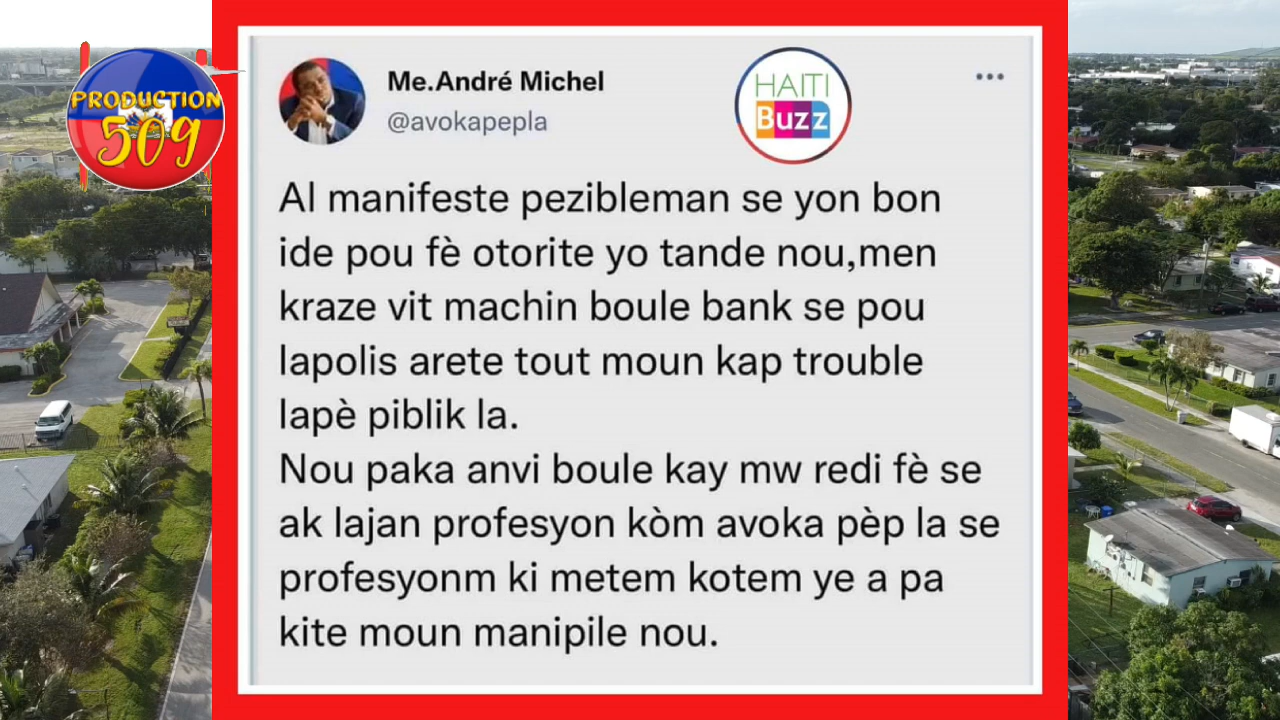 PRODUCTION
509
Me.André Michel
@avokapepla
HAITI
Buzz
Al manifeste pezibleman se yon bon
ide pou fè otorite yo tande nou,men
kraze vit machin boule bank se pou
lapolis arete tout moun kap trouble
lapè piblik la.
Nou paka anvi boule kay mw redi fè se
ak lajan profesyon kòm avoka pèp la se
profesyonm ki metem kotem ye a pa
kite moun manipile nou.